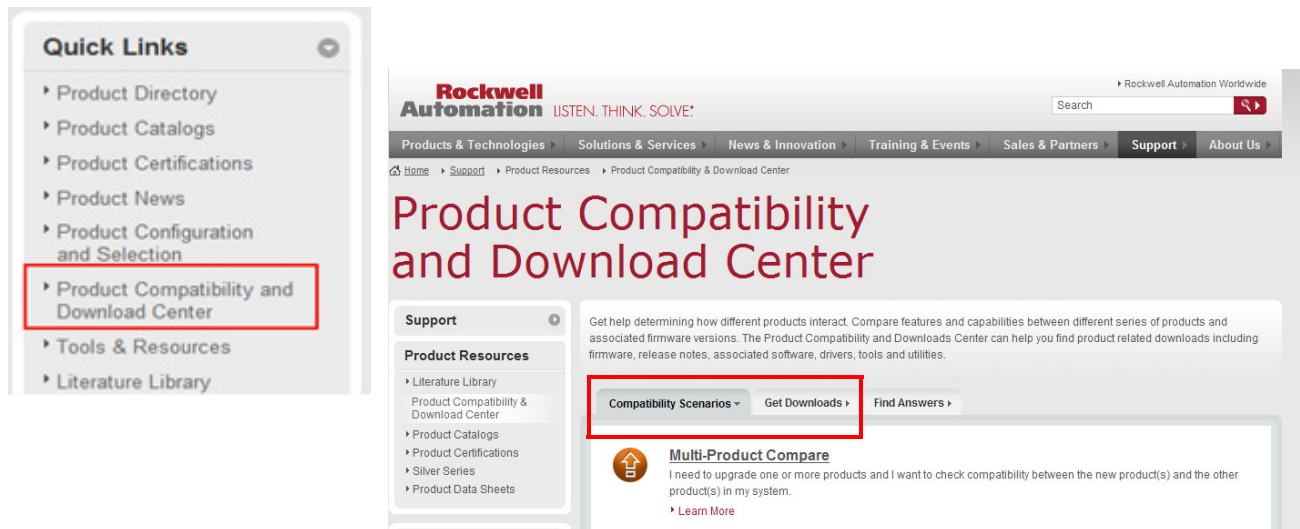 Quick Links
Product Directory
Product Catalogs
Product Certifications
Product News
Product Configuration
and Selection
Product Compatibility and
Download Center
Tools & Resources
Literature Library
Rockwell
Automation LISTEN. THINK. SOLVE.®
Rockwell Automation Worldwide
Search
Products & Technologies
Solutions & Services
News & Innovation
Training & Events
Sales & Partners
Support
About Us
Home Support Product Resources Product Compatibility & Download Center
Product Compatibility
and Download Center
Support
Product Resources
Literature Library
Product Compatibility &
Download Center
Product Catalogs
Product Certifications
Silver Series
Product Data Sheets
Get help determining how different products interact. Compare features and capabilities between different series of products and
associated firmware versions. The Product Compatibility and Downloads Center can help you find product related downloads including
firmware, release notes, associated software, drivers, tools and utilities.
Compatibility Scenarios
Get Downloads
Find Answers
Multi-Product Compare
I need to upgrade one or more products and I want to check compatibility between the new product(s) and the other
product(s) in my system.
Learn More